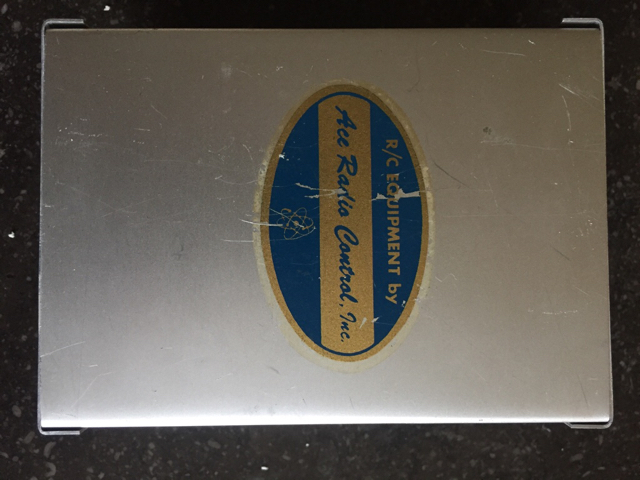 R/C EQUIPMENT by
Ace Radio Control, Inc.